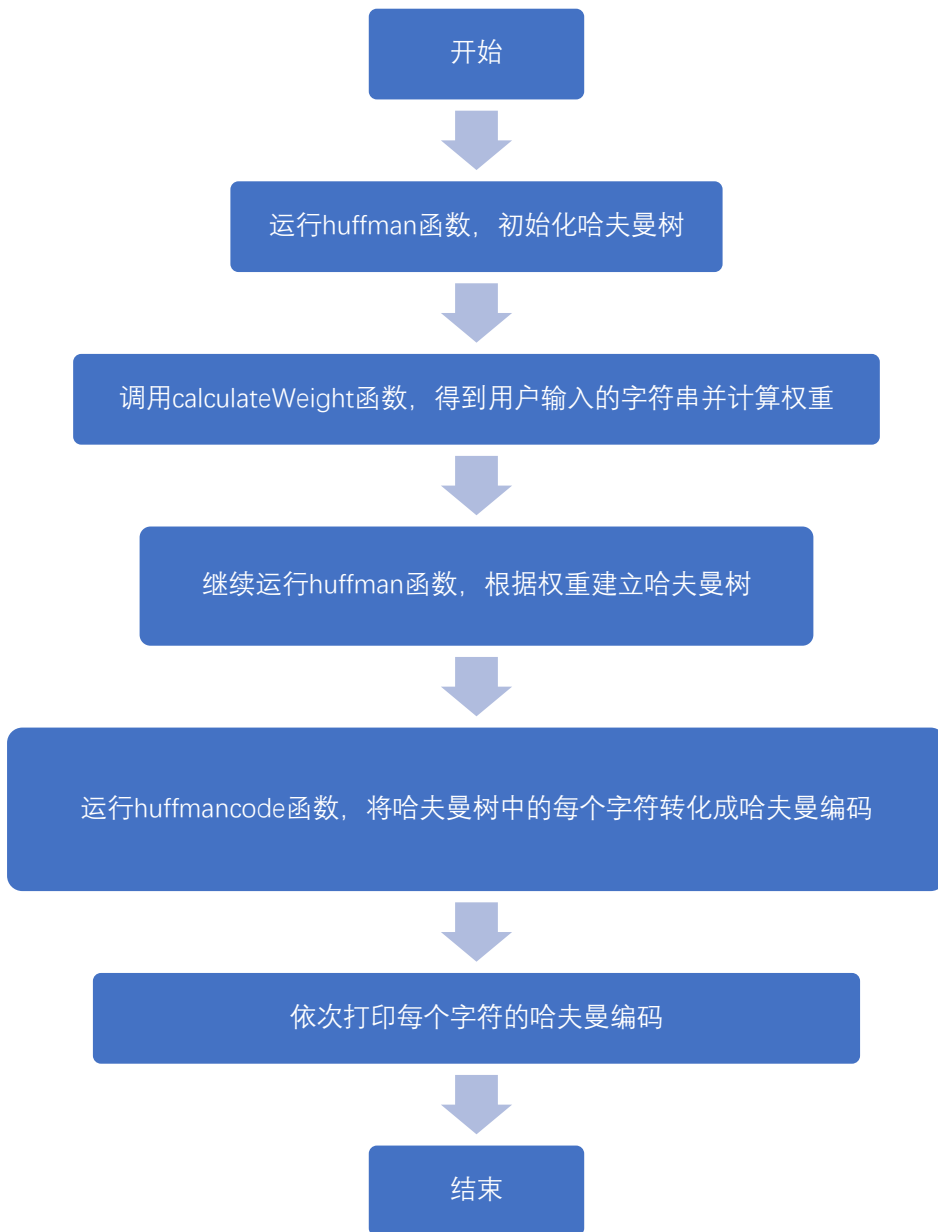 开始
运行huffman函数，初始化哈夫曼树
调用calculateWeight函数，得到用户输入的字符串并计算权重
继续运行huffman函数，根据权重建立哈夫曼树
运行huffmancode函数，将哈夫曼树中的每个字符转化成哈夫曼编码
依次打印每个字符的哈夫曼编码
结束